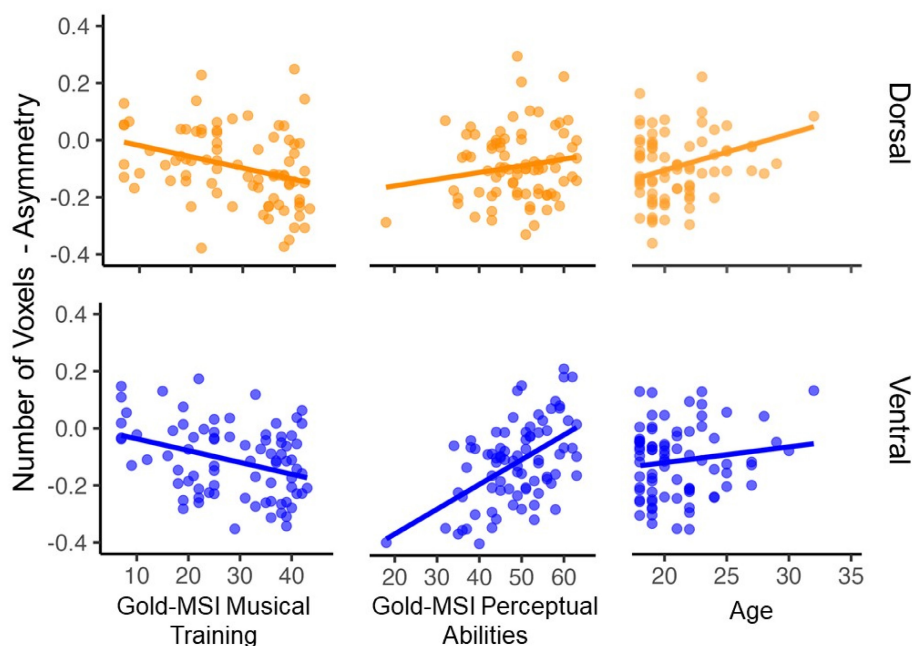 Number of Voxels - Asymmetry
0.4
0.2
0.0
-0.2
-0.4
Dorsal
0.4
0.2
0.0
-0.2
-0.4
Ventral
10 20 30 40
20 30 40 50 60
20 25 30 35
Gold-MSI Musical
Training
Gold-MSI Perceptual
Abilities
Age